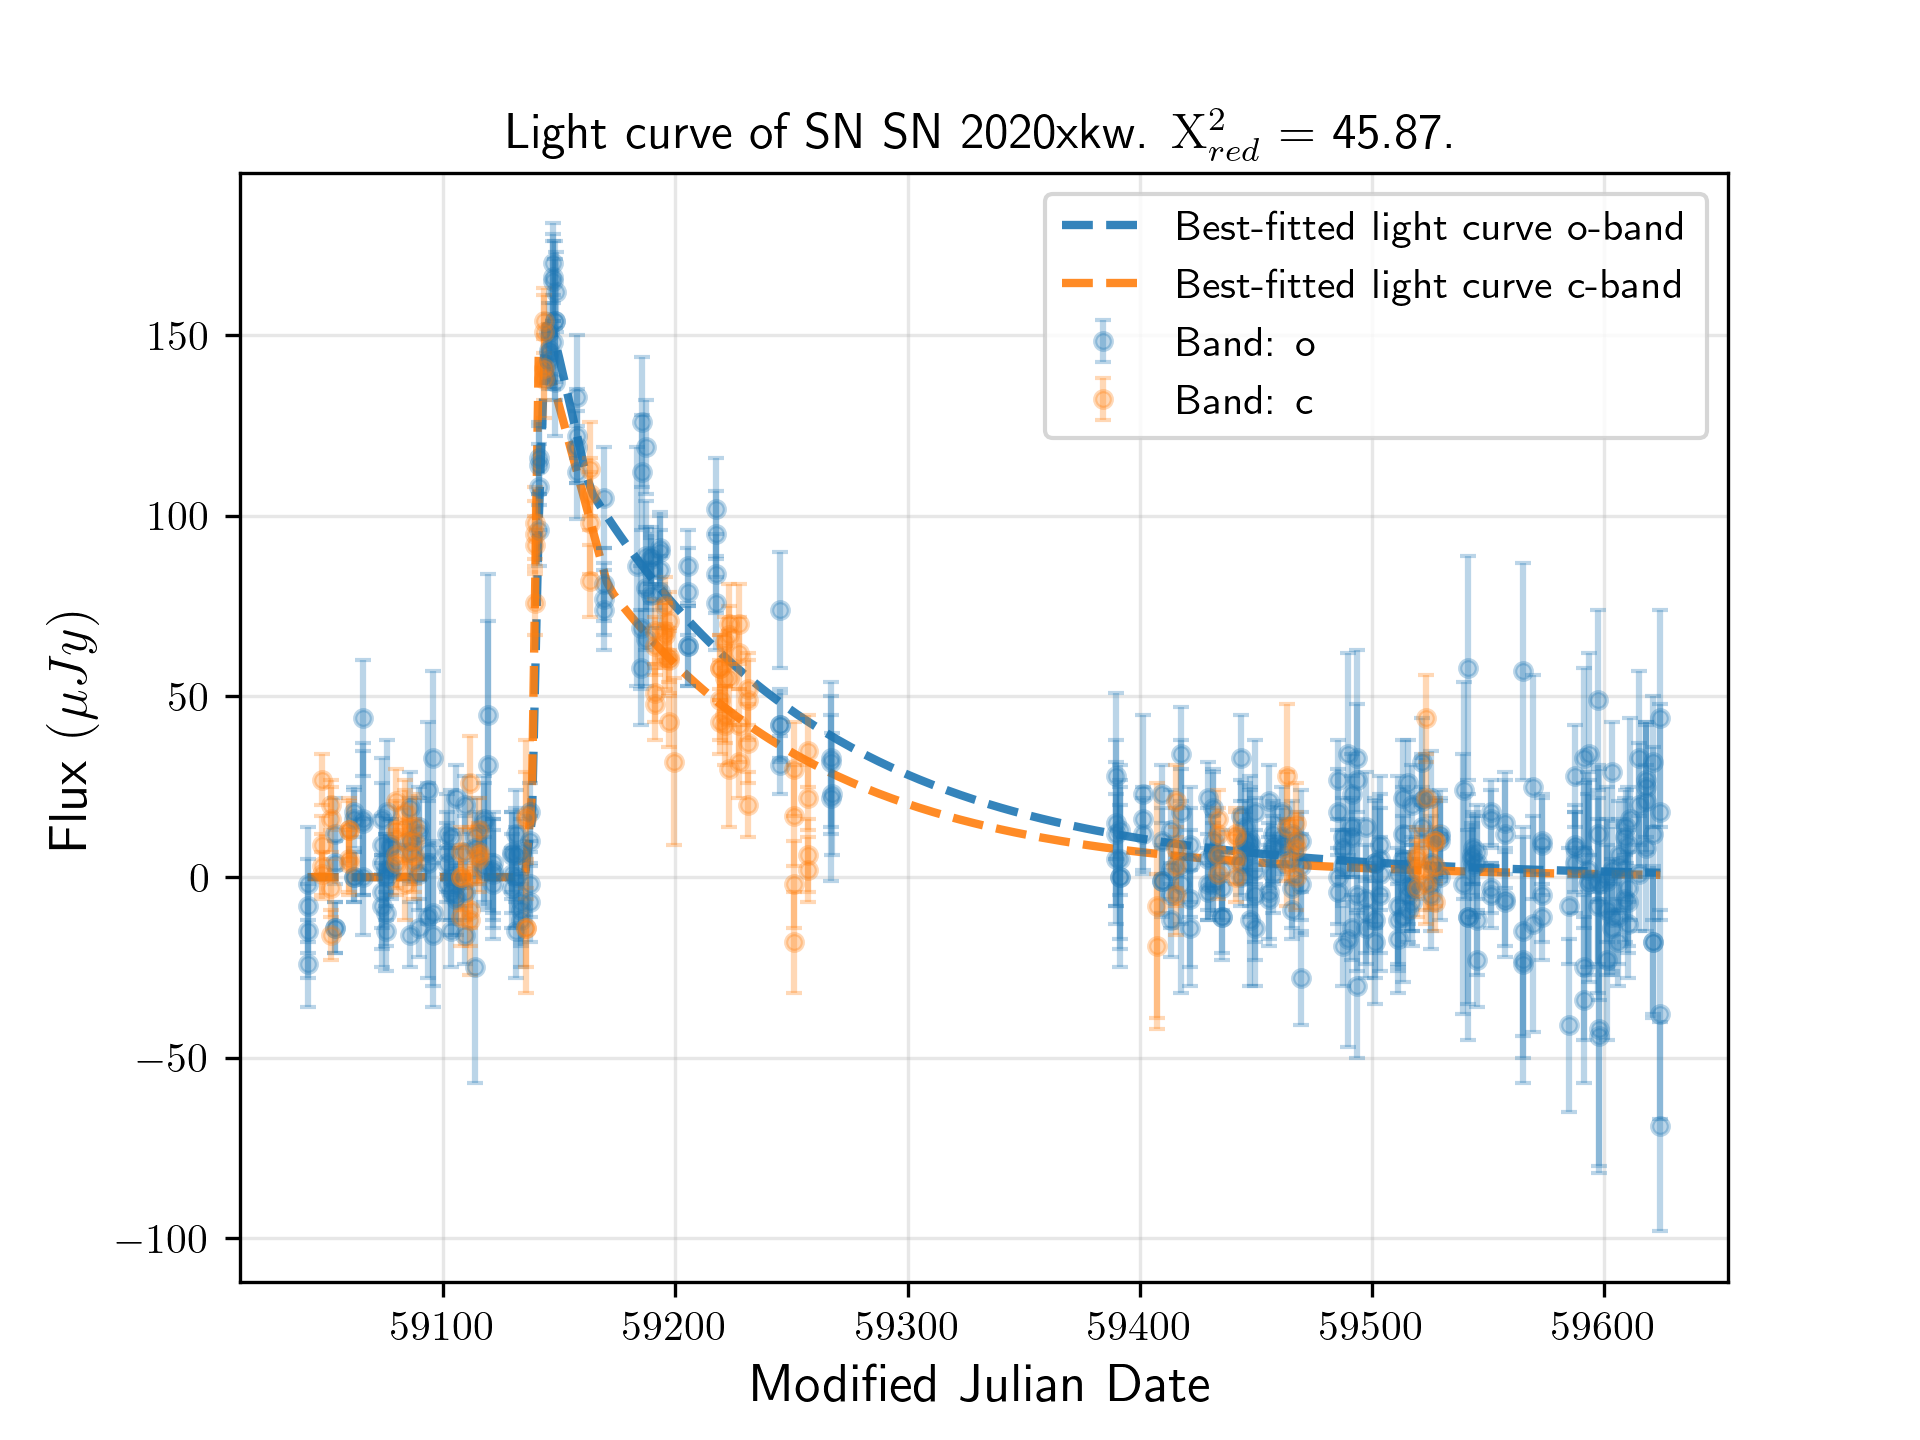 Light curve of SN SN 2020xkw. X²red = 45.87.
Best-fitted light curve o-band
Best-fitted light curve c-band
Band: o
Band: c
Flux (μJy)
150
100
50
0
−50
−100
59100 59200 59300 59400 59500 59600
Modified Julian Date